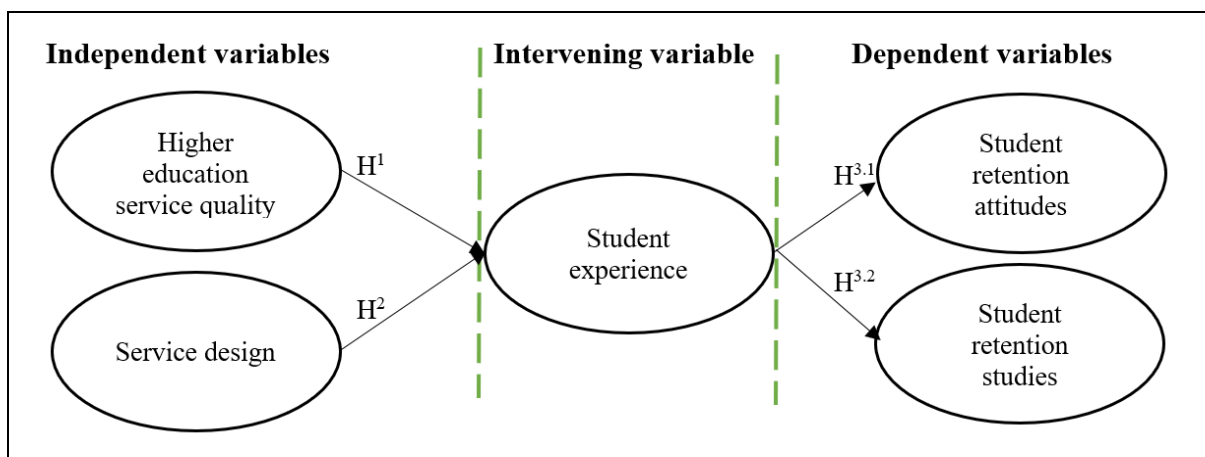 Independent variables
Intervening variable
Dependent variables
Higher
education
service quality
H¹
Service design
H²
Student
experience
H³·¹
Student
retention
attitudes
H³·²
Student
retention
studies